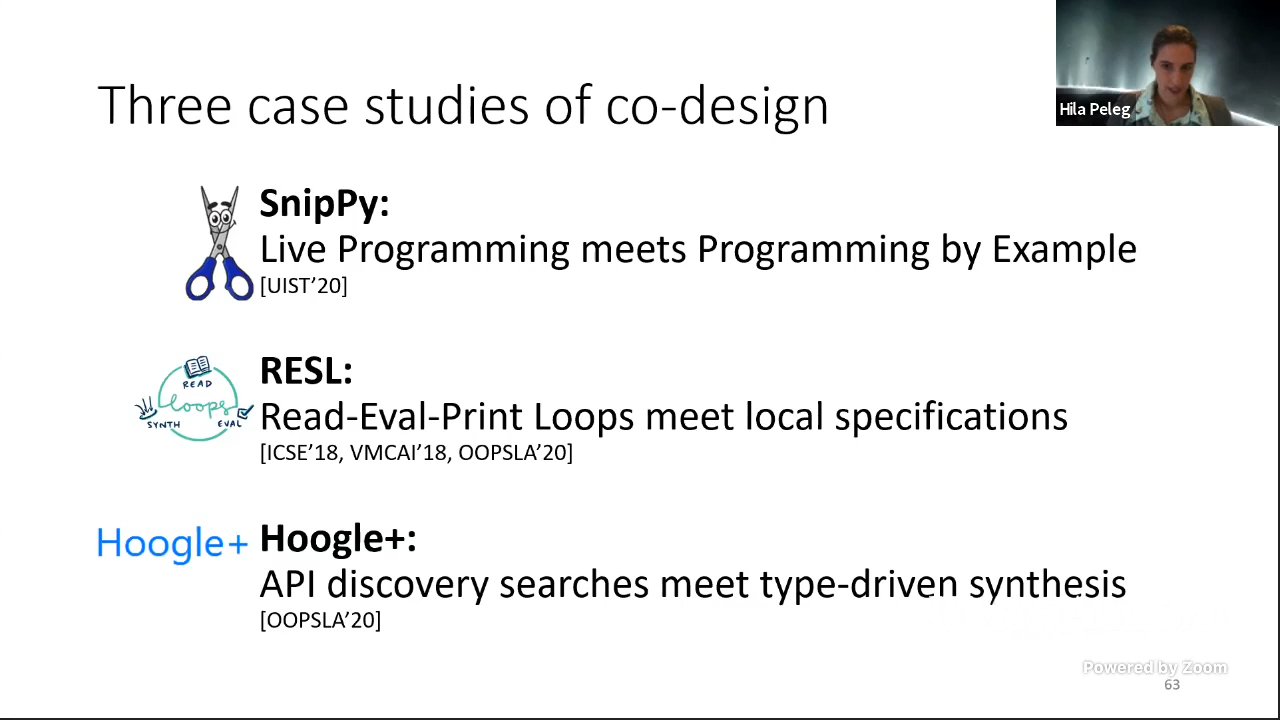 Three case studies of co-design
Hila Peleg
SnipPy:
Live Programming meets Programming by Example
[UIST’20]
READ
loops
SYNTH
EVAL
RESL:
Read-Eval-Print Loops meet local specifications
[ICSE’18, VMCAI’18, OOPSLA’20]
Hoogle+
Hoogle+:
API discovery searches meet type-driven synthesis
[OOPSLA’20]
Powered by Zoom
63